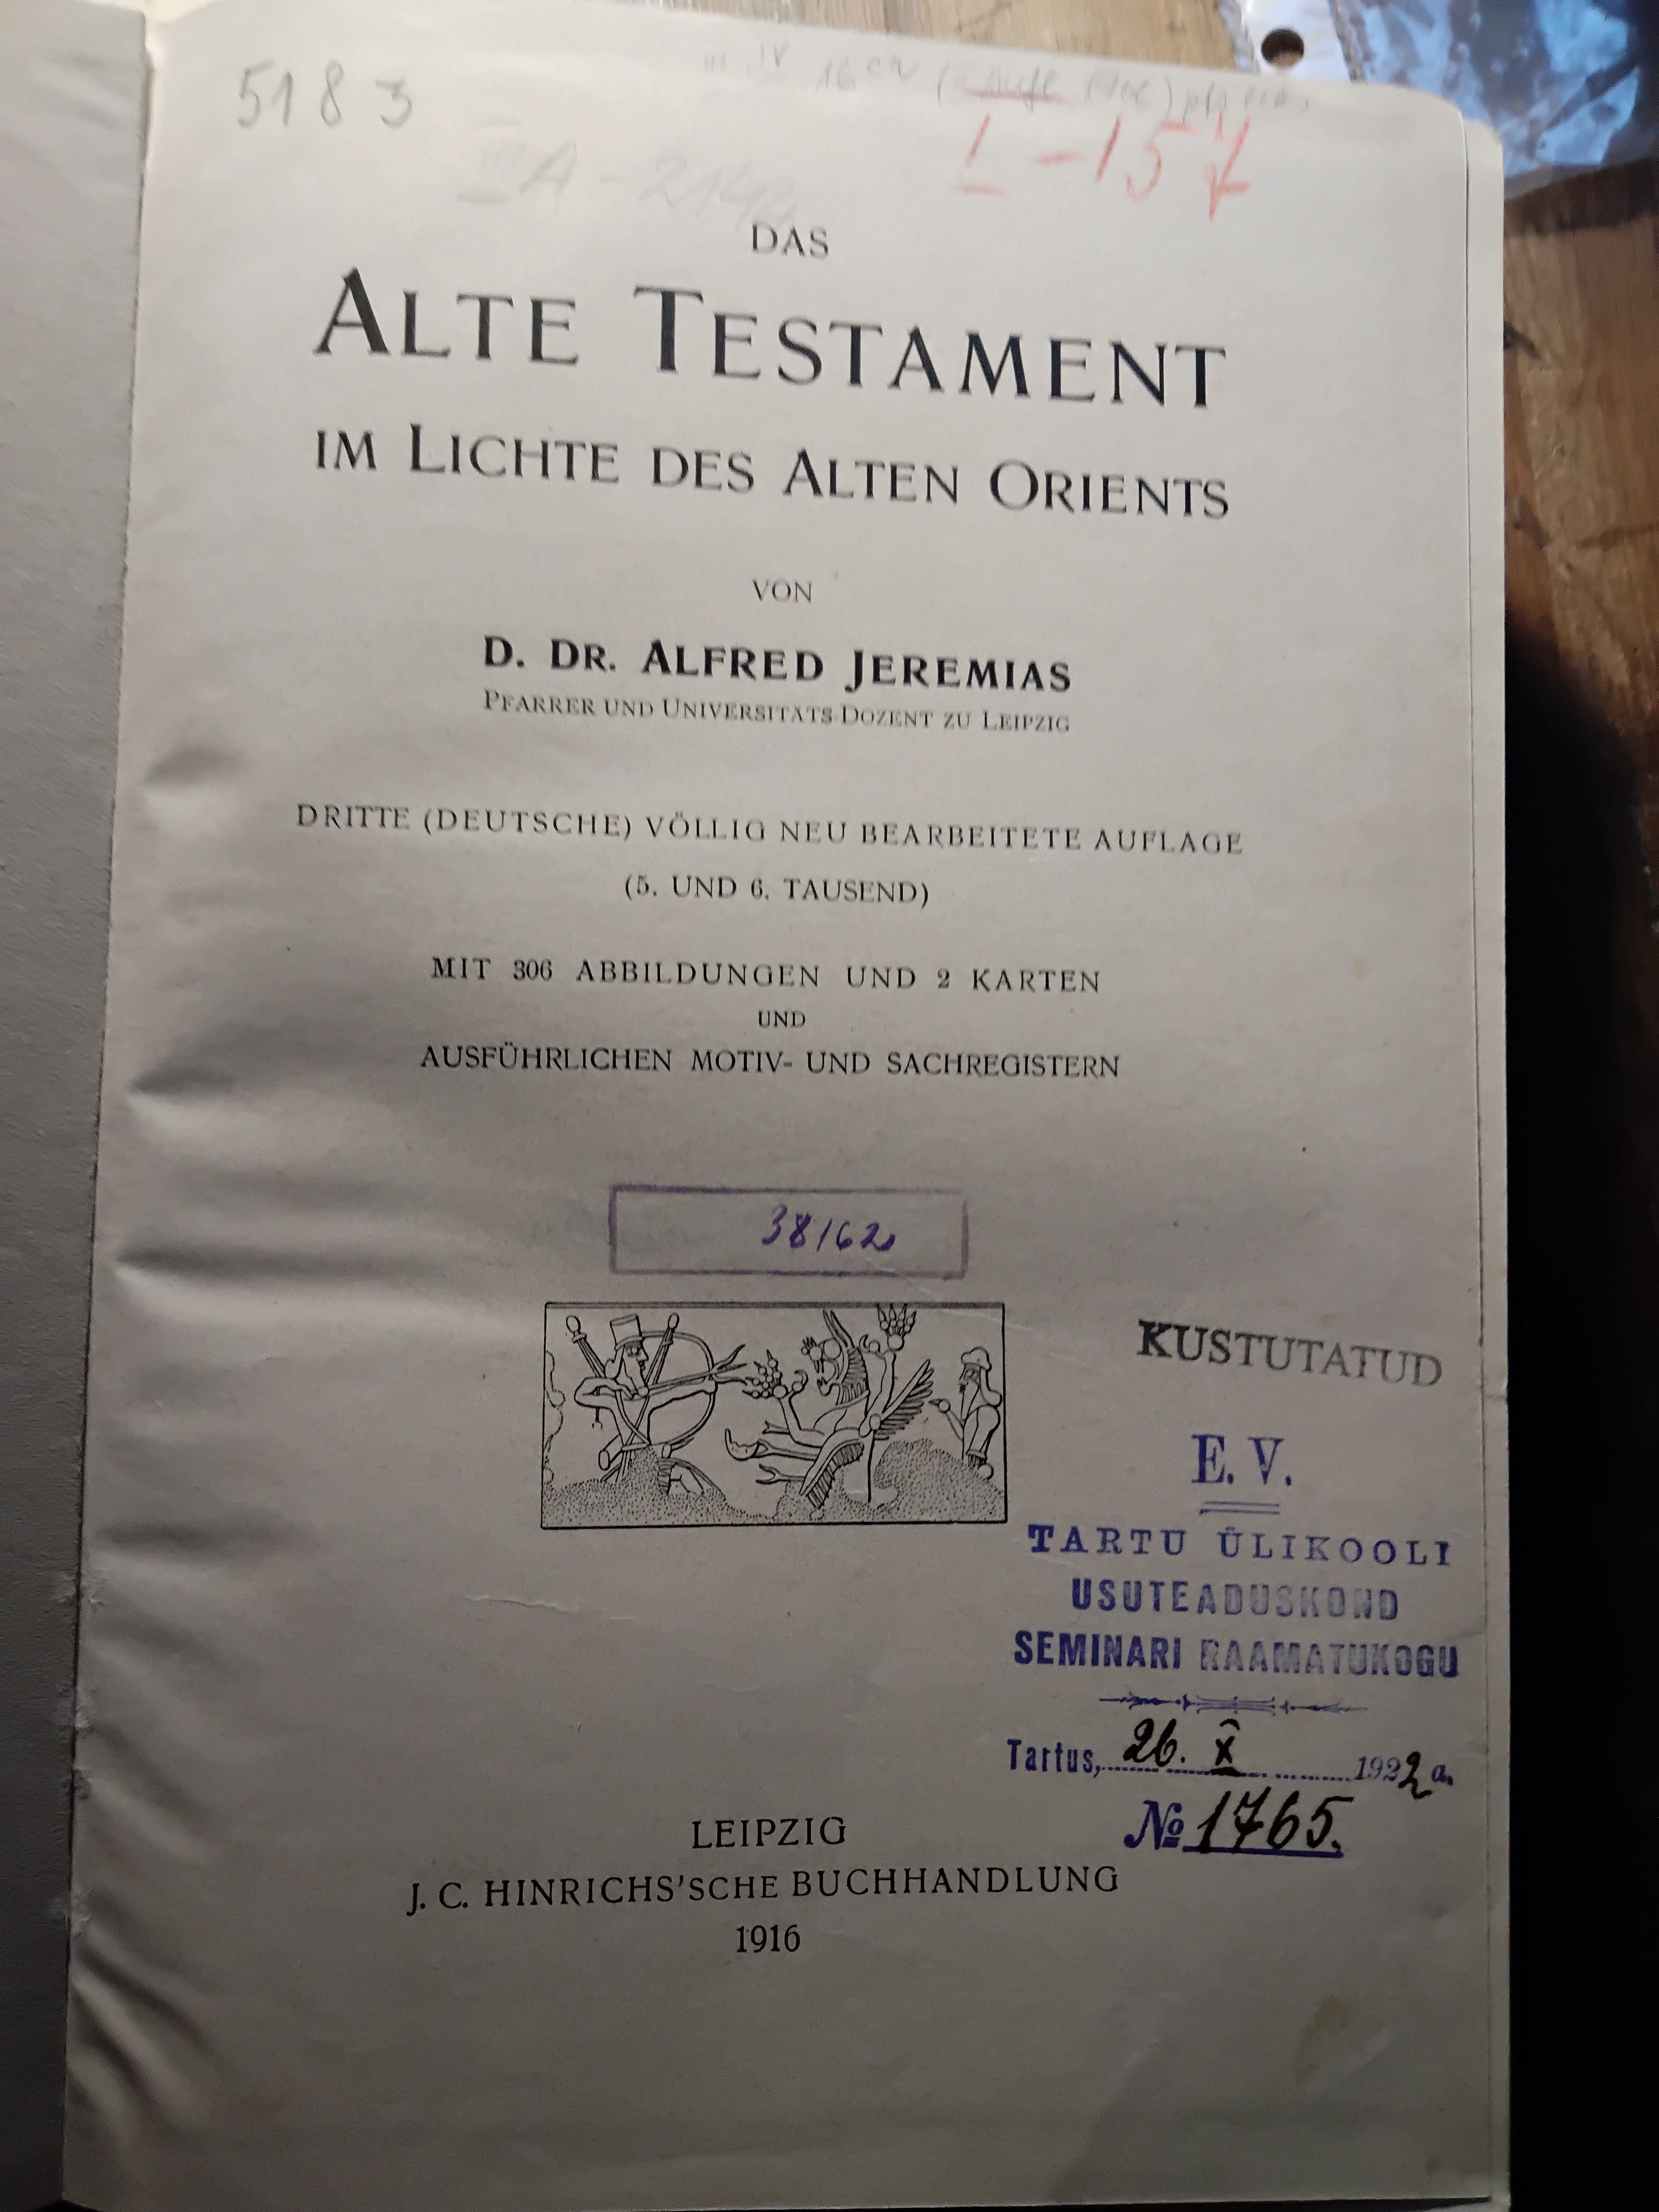 5183
I-157
III A - 214
DAS
ALTE TESTAMENT
IM LICHTE DES ALTEN ORIENTS
VON
D. DR. ALFRED JEREMIAS
PFARRER UND UNIVERSITÄTS-DOZENT ZU LEIPZIG
DRITTE (DEUTSCHE) VÖLLIG NEU BEARBEITETE AUFLAGE
(5. UND 6. TAUSEND)
MIT 306 ABBILDUNGEN UND 2 KARTEN
UND
AUSFÜHRLICHEN MOTIV- UND SACHREGISTERN
38162
KUSTUTATUD
E. V.
TARTU ÜLIKOOLI
USUTEADUSKOND
SEMINARI RAAMATUKOGU
Tartus, 26. X 1922 a.
№ 1765.
LEIPZIG
J. C. HINRICHS'SCHE BUCHHANDLUNG
1916